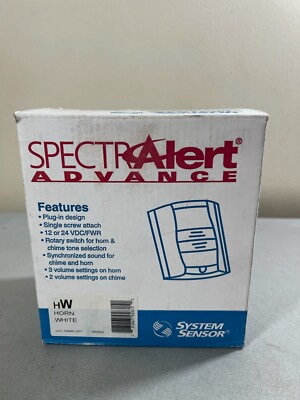 SPECTRAlert®
ADVANCE
Features
• Plug-in design
• Single screw attach
• 12 or 24 VDC/FWR
• Rotary switch for horn &
chime tone selection
• Synchronized sound for
chime and horn
• 3 volume settings on horn
• 2 volume settings on chime
HW
HORN
WHITE
SYSTEM
SENSOR®